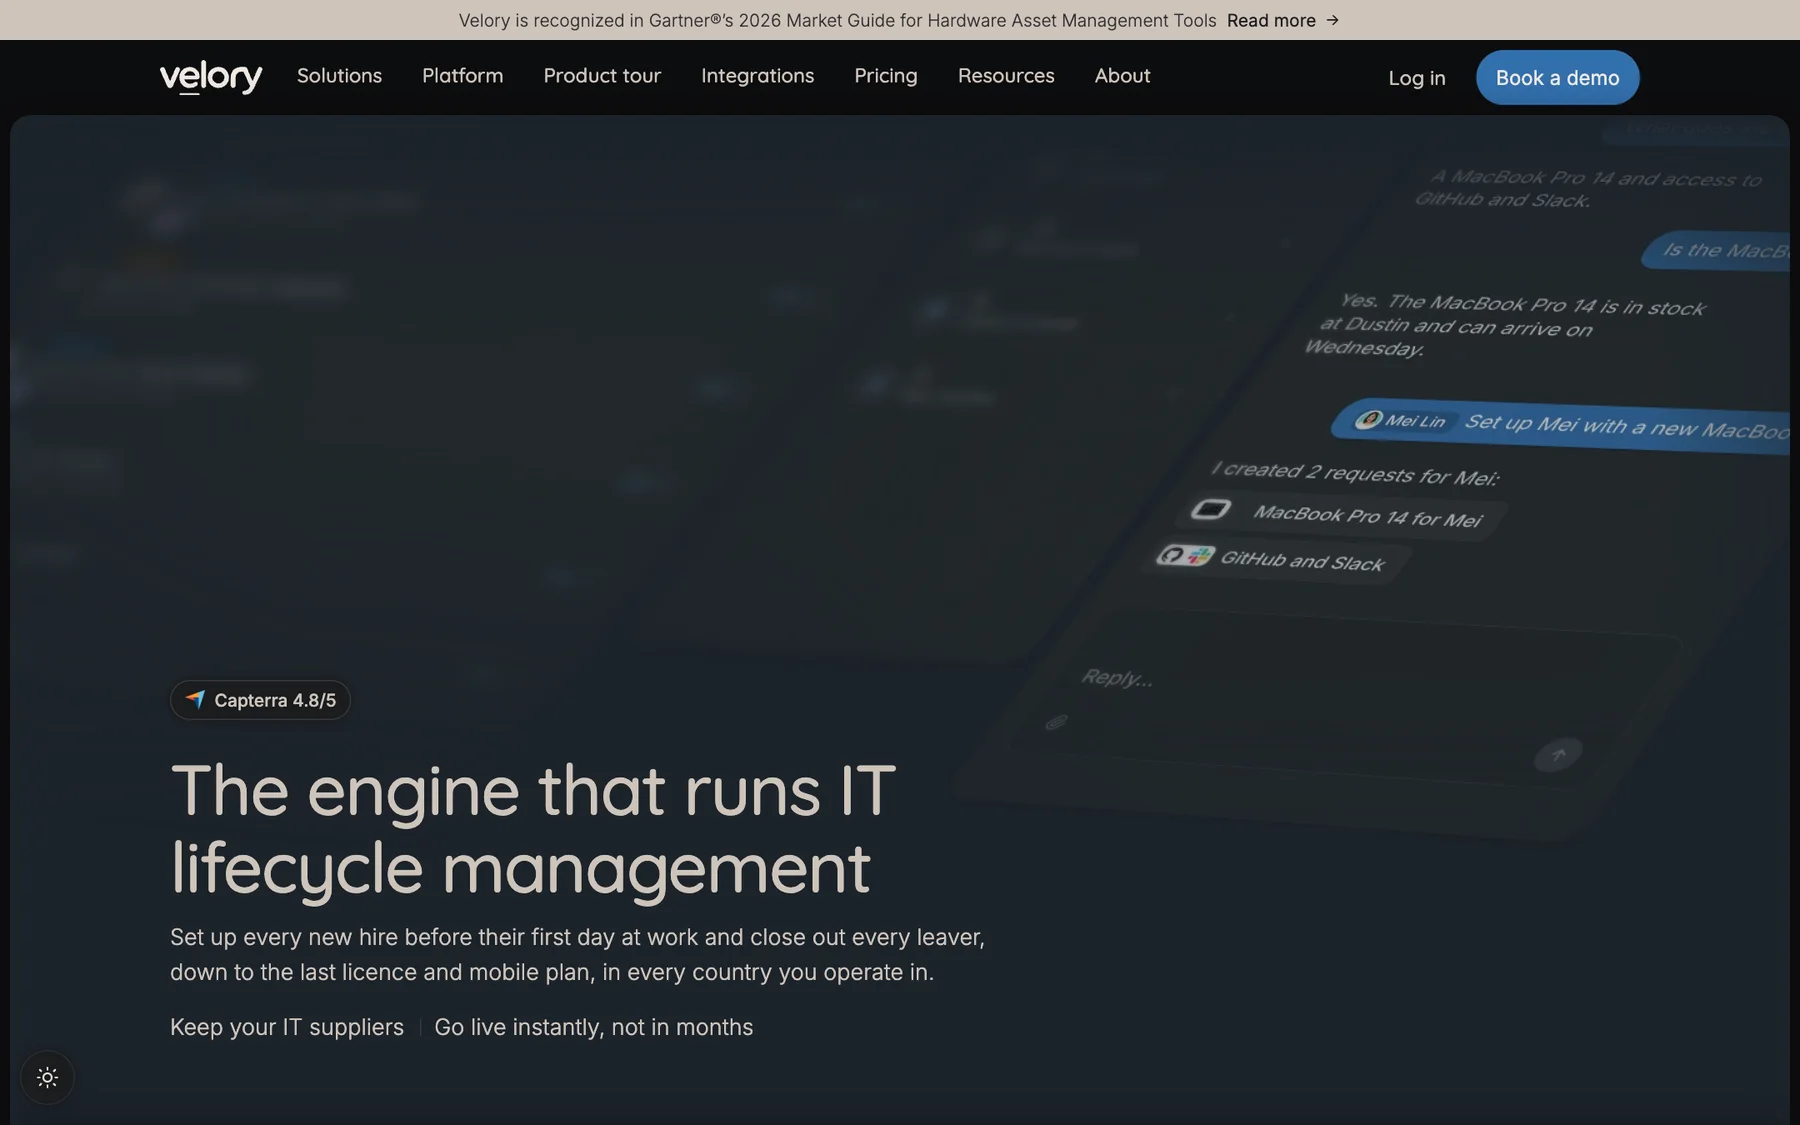 Velory is recognized in Gartner®'s 2026 Market Guide for Hardware Asset Management Tools Read more →
velory
Solutions
Platform
Product tour
Integrations
Pricing
Resources
About
Log in
Book a demo
A MacBook Pro 14 and access to
GitHub and Slack.
Is the MacB
Yes. The MacBook Pro 14 is in stock
at Dustin and can arrive on
Wednesday.
Mei Lin Set up Mei with a new MacBoo
I created 2 requests for Mei:
MacBook Pro 14 for Mei
GitHub and Slack
Reply...
Capterra 4.8/5
The engine that runs IT
lifecycle management
Set up every new hire before their first day at work and close out every leaver,
down to the last licence and mobile plan, in every country you operate in.
Keep your IT suppliers
Go live instantly, not in months